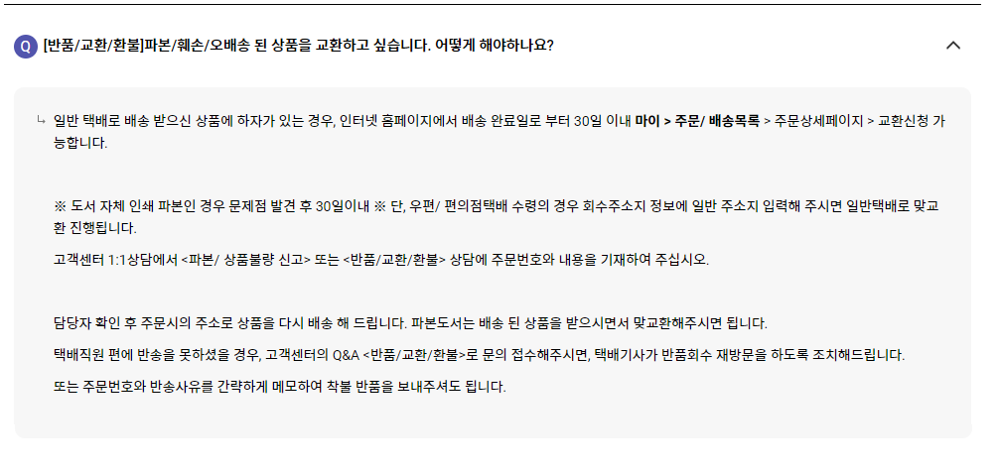 Q [반품/교환/환불]파본/훼손/오배송 된 상품을 교환하고 싶습니다. 어떻게 해야하나요?
일반 택배로 배송 받으신 상품에 하자가 있는 경우, 인터넷 홈페이지에서 배송 완료일로 부터 30일 이내 마이 > 주문/ 배송목록 > 주문상세페이지 > 교환신청 가
능합니다.
※ 도서 자체 인쇄 파본인 경우 문제점 발견 후 30일이내 ※ 단, 우편/ 편의점택배 수령의 경우 회수주소지 정보에 일반 주소지 입력해 주시면 일반택배로 맞교
환 진행됩니다.
고객센터 1:1상담에서 <파본/ 상품불량 신고> 또는 <반품/교환/환불> 상담에 주문번호와 내용을 기재하여 주십시오.
담당자 확인 후 주문시의 주소로 상품을 다시 배송 해 드립니다. 파본도서는 배송 된 상품을 받으시면서 맞교환해주시면 됩니다.
택배직원 편에 반송을 못하셨을 경우, 고객센터의 Q&A <반품/교환/환불>로 문의 접수해주시면, 택배기사가 반품회수 재방문을 하도록 조치해드립니다.
또는 주문번호와 반송사유를 간략하게 메모하여 착불 반품을 보내주셔도 됩니다.